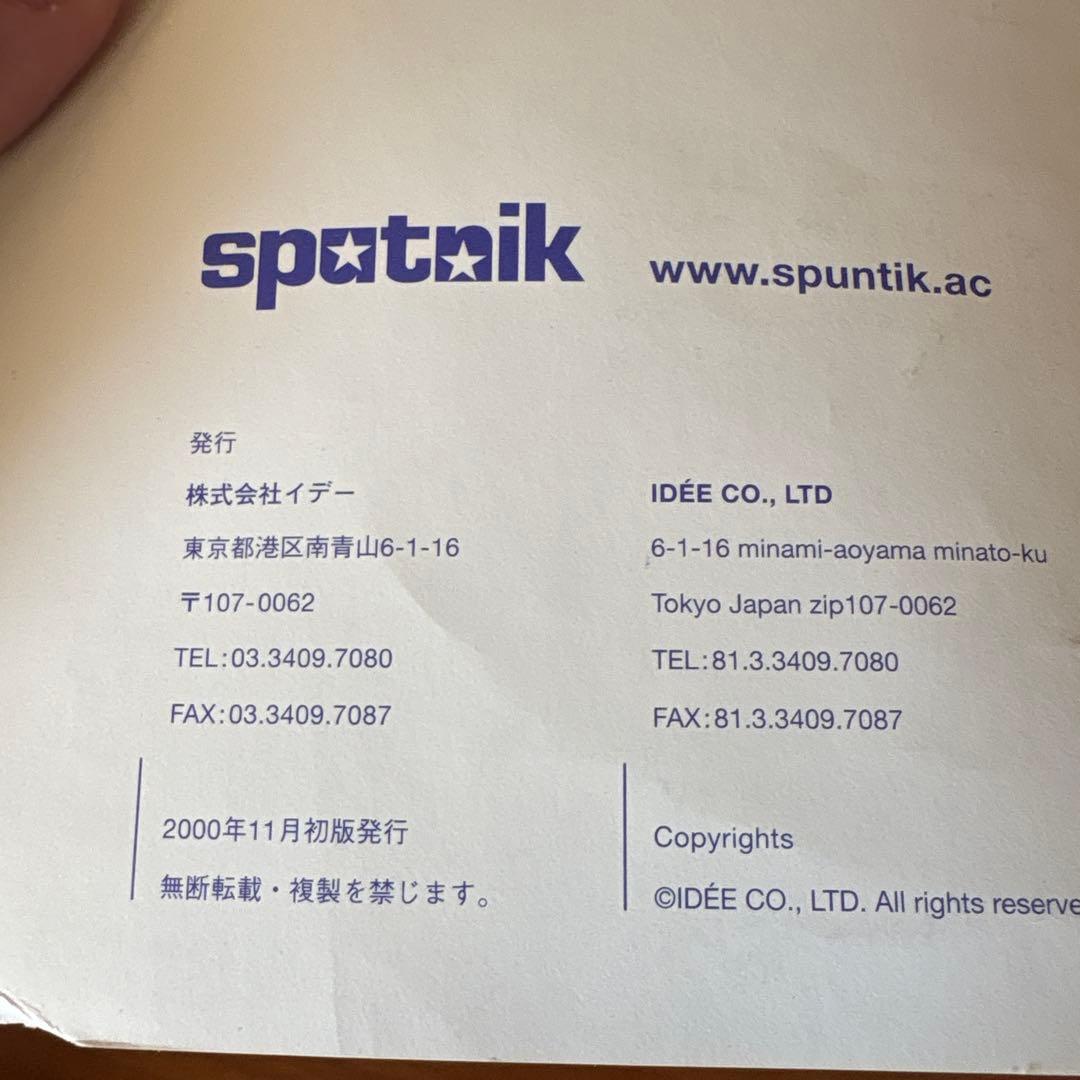 sputnik
www.spuntik.ac
発行
株式会社イデー
東京都港区南青山6-1-16
〒107-0062
TEL:03.3409.7080
FAX:03.3409.7087
2000年11月初版発行
無断転載・複製を禁じます。
IDÉE CO., LTD
6-1-16 minami-aoyama minato-ku
Tokyo Japan zip107-0062
TEL:81.3.3409.7080
FAX:81.3.3409.7087
Copyrights
©IDÉE CO., LTD. All rights reserve